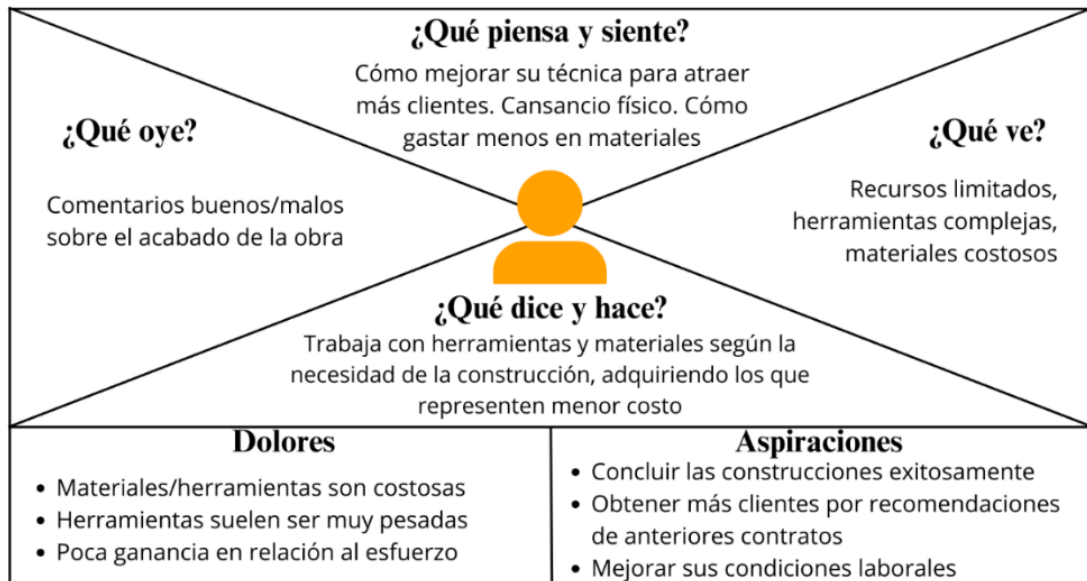 ¿Qué piensa y siente?
Cómo mejorar su técnica para atraer
más clientes. Cansancio físico. Cómo
gastar menos en materiales
¿Qué oye?
Comentarios buenos/malos
sobre el acabado de la obra
¿Qué ve?
Recursos limitados,
herramientas complejas,
materiales costosos
¿Qué dice y hace?
Trabaja con herramientas y materiales según la
necesidad de la construcción, adquiriendo los que
representen menor costo
Dolores
• Materiales/herramientas son costosas
• Herramientas suelen ser muy pesadas
• Poca ganancia en relación al esfuerzo
Aspiraciones
• Concluir las construcciones exitosamente
• Obtener más clientes por recomendaciones
de anteriores contratos
• Mejorar sus condiciones laborales